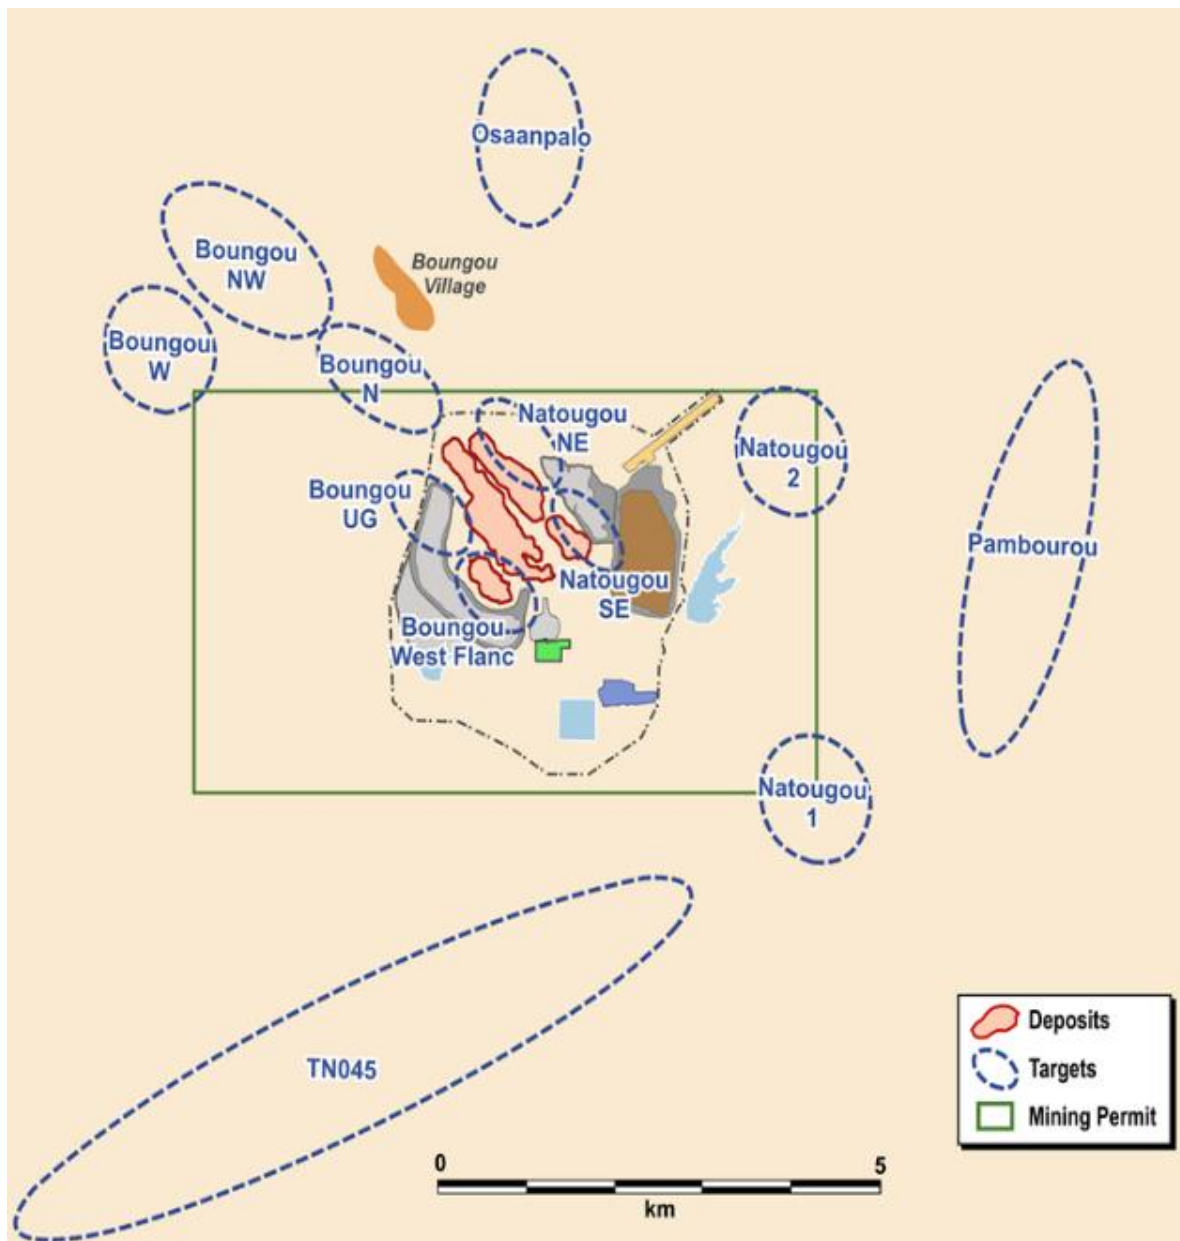 Osaanpalo
Boungou
NW
Boungou
Village
Boungou
W
Boungou
N
Natougou
NE
Natougou
2
Boungou
UG
Pambourou
Natougou
SE
Boungou
West Flanc
Natougou
1
TN045
Deposits
Targets
Mining Permit
0 5
km